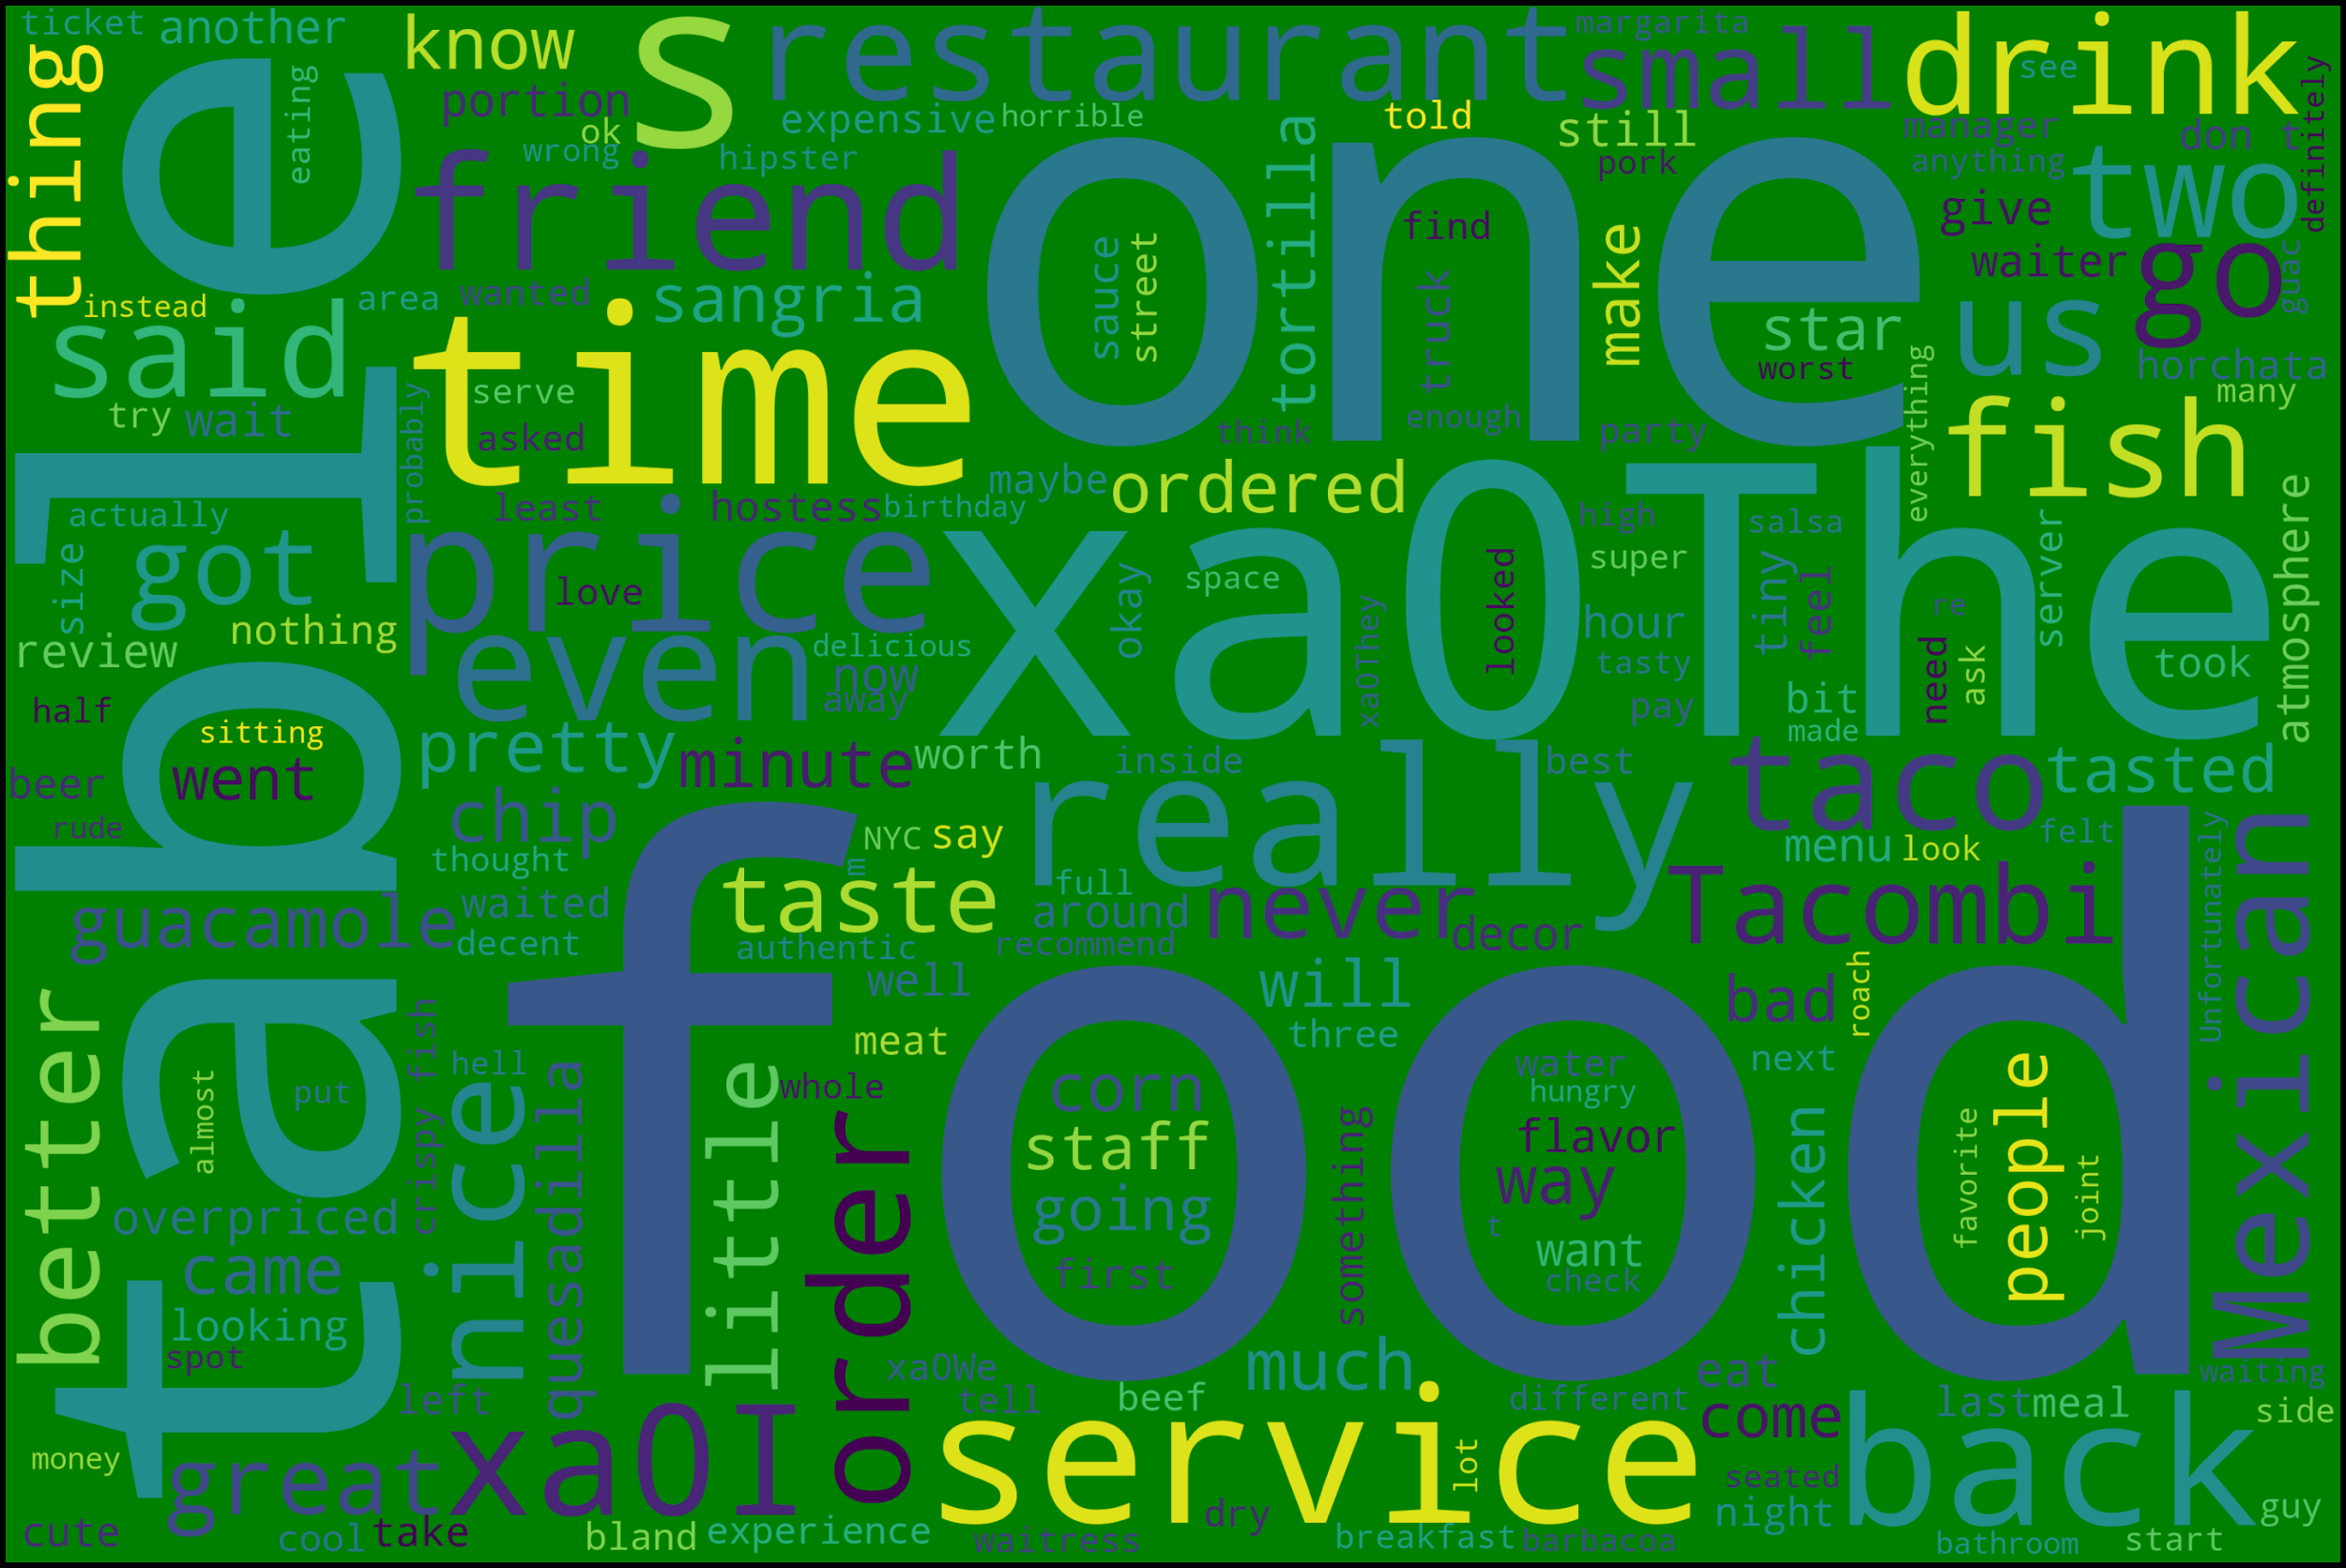 ticket
another
thing
eating
e
know
s
restaurant
margarita
small
drink
see
definitely
portion
ok
expensive
horrible
told
still
manager
don t
wrong
hipster
tortilla
pork
anything
two
friend
one
find
give
waiter
go
guac
instead
area
wanted
sangria
sauce
street
truck
make
star
us
said
time
worst
horchata
try
wait
probably
serve
asked
think
enough
party
everything
many
fish
tabl
actually
got
size
least
hostess
birthday
maybe
ordered
high
salsa
server
atmosphere
price
love
xa0The
okay
space
looked
super
tiny
feel
re
review
nothing
even
delicious
now
away
xa0They
hour
tasty
pay
need
ask
took
half
sitting
went
bit
made
beer
rude
pretty
minute
worth
inside
really
best
taco
tasted
chip
thought
NYC
say
m
menu
look
felt
guacamole
waited
decent
taste
authentic
full
around
recommend
never
decor
Tacombi
Unfortunately
Mexican
better
food
well
will
three
bad
roach
almost
put
crispy fish
hell
nice
quesadilla
little
meat
whole
corn
staff
going
first
something
water
hungry
flavor
way
t
want
check
next
chicken
favorite
people
joint
overpriced
came
looking
spot
order
left
xa0We
tell
beef
much
different
eat
waiting
money
great
xa0I
service
lot
come
last
meal
side
seated
back
cute
cool
take
bland
experience
waitress
dry
breakfast
barbacoa
night
bathroom
start
guy